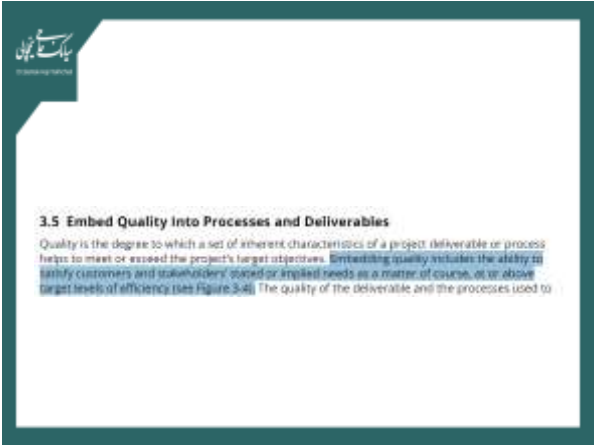 3.5 Embed Quality Into Processes and Deliverables
Quality is the degree to which a set of inherent characteristics of a project deliverable or process
helps to meet or exceed the project's target objectives. Embedding quality includes the ability to
satisfy customers and stakeholders' stated or implied needs as a matter of course, at or above
target levels of efficiency (see Figure 3-4). The quality of the deliverable and the processes used to